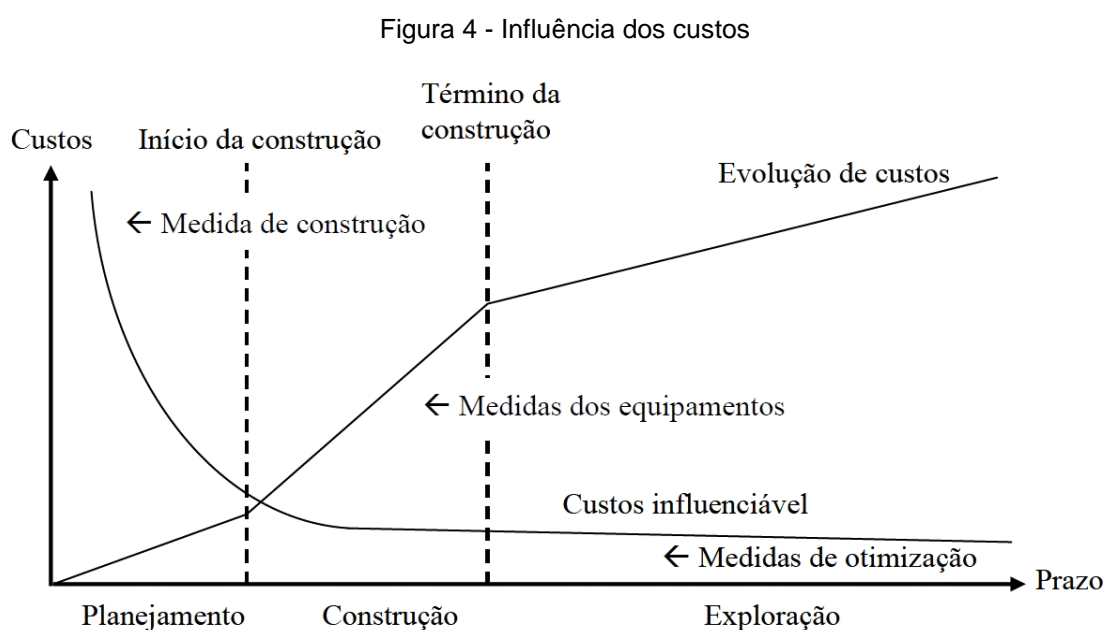 Figura 4 - Influência dos custos
Término da
construção
Custos
Início da construção
Evolução de custos
← Medida de construção
← Medidas dos equipamentos
Custos influenciável
← Medidas de otimização
Prazo
Planejamento
Construção
Exploração